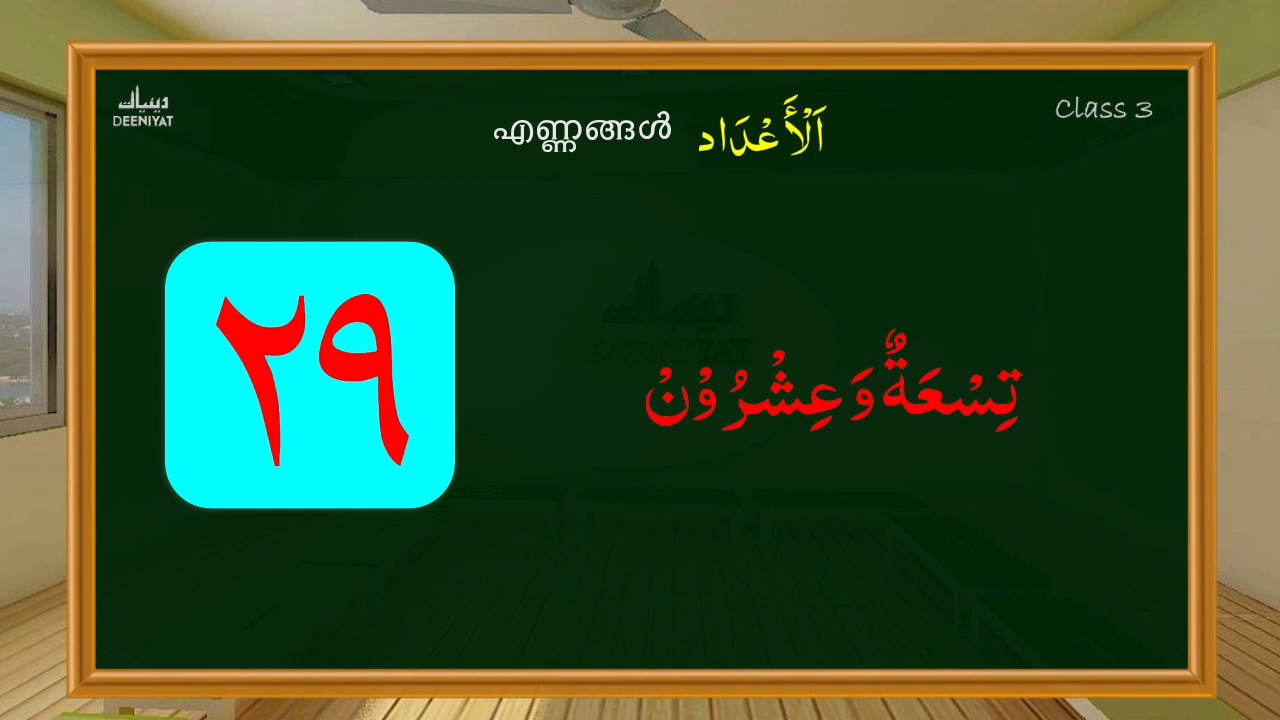 دينيات
DEENIYAT
എണ്ണങ്ങൾ اَلْأَعْدَاد
Class 3
٢٩
تِسْعَةٌ وَعِشْرُوْنْ